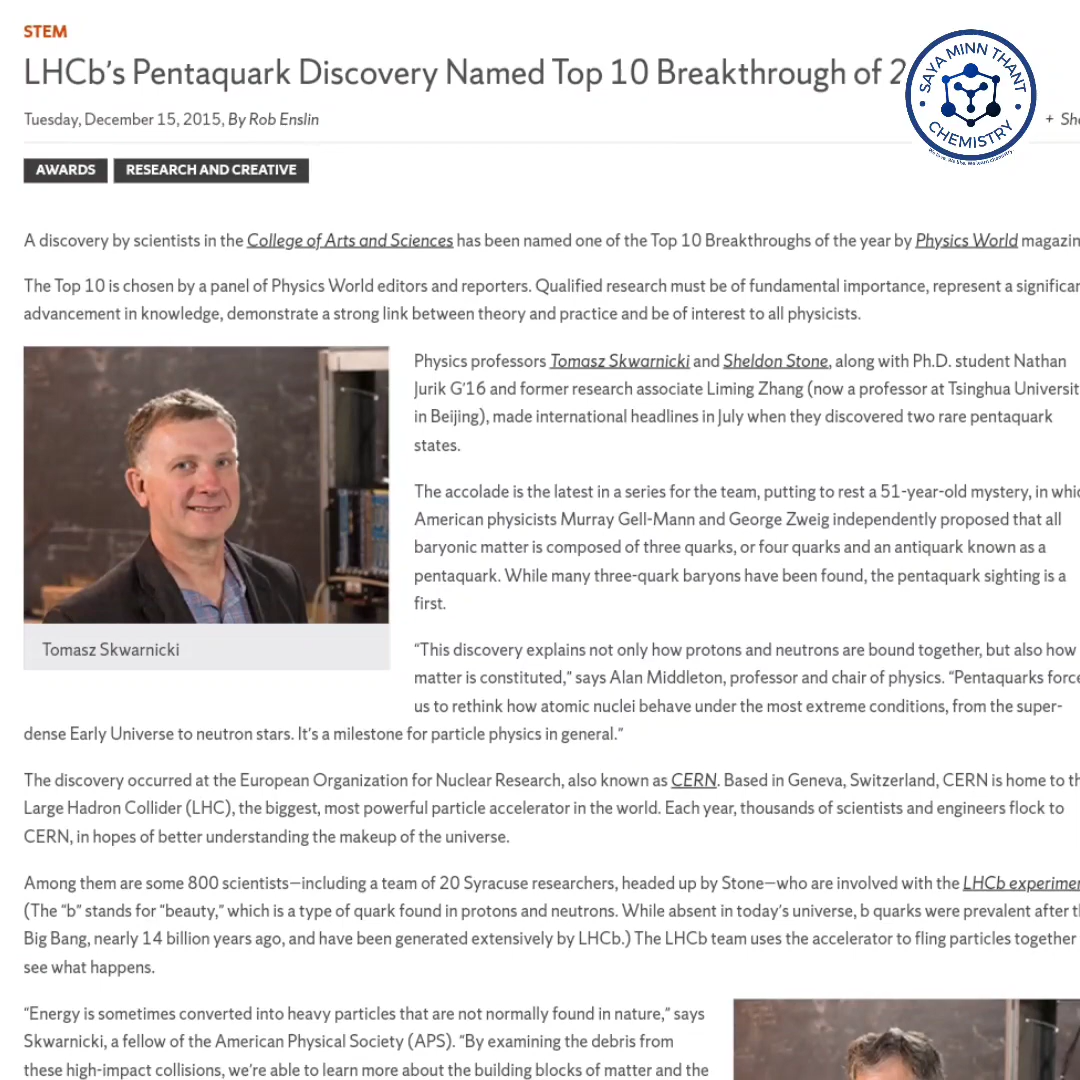 STEM
LHCb's Pentaquark Discovery Named Top 10 Breakthrough of 2
SAYA MINN THANT
CHEMISTRY
Tuesday, December 15, 2015, By Rob Enslin
+ Sh
AWARDS
RESEARCH AND CREATIVE
A discovery by scientists in the College of Arts and Sciences has been named one of the Top 10 Breakthroughs of the year by Physics World magazin
The Top 10 is chosen by a panel of Physics World editors and reporters. Qualified research must be of fundamental importance, represent a significan
advancement in knowledge, demonstrate a strong link between theory and practice and be of interest to all physicists.
Physics professors Tomasz Skwarnicki and Sheldon Stone, along with Ph.D. student Nathan
Jurik G'16 and former research associate Liming Zhang (now a professor at Tsinghua Universit
in Beijing), made international headlines in July when they discovered two rare pentaquark
states.
The accolade is the latest in a series for the team, putting to rest a 51-year-old mystery, in whic
American physicists Murray Gell-Mann and George Zweig independently proposed that all
baryonic matter is composed of three quarks, or four quarks and an antiquark known as a
pentaquark. While many three-quark baryons have been found, the pentaquark sighting is a
first.
Tomasz Skwarnicki
“This discovery explains not only how protons and neutrons are bound together, but also how
matter is constituted,” says Alan Middleton, professor and chair of physics. “Pentaquarks force
us to rethink how atomic nuclei behave under the most extreme conditions, from the super-
dense Early Universe to neutron stars. It's a milestone for particle physics in general.”
The discovery occurred at the European Organization for Nuclear Research, also known as CERN. Based in Geneva, Switzerland, CERN is home to th
Large Hadron Collider (LHC), the biggest, most powerful particle accelerator in the world. Each year, thousands of scientists and engineers flock to
CERN, in hopes of better understanding the makeup of the universe.
Among them are some 800 scientists—including a team of 20 Syracuse researchers, headed up by Stone—who are involved with the LHCb experimen
(The “b” stands for “beauty,” which is a type of quark found in protons and neutrons. While absent in today's universe, b quarks were prevalent after t
Big Bang, nearly 14 billion years ago, and have been generated extensively by LHCb.) The LHCb team uses the accelerator to fling particles together
see what happens.
“Energy is sometimes converted into heavy particles that are not normally found in nature,” says
Skwarnicki, a fellow of the American Physical Society (APS). “By examining the debris from
these high-impact collisions, we're able to learn more about the building blocks of matter and the